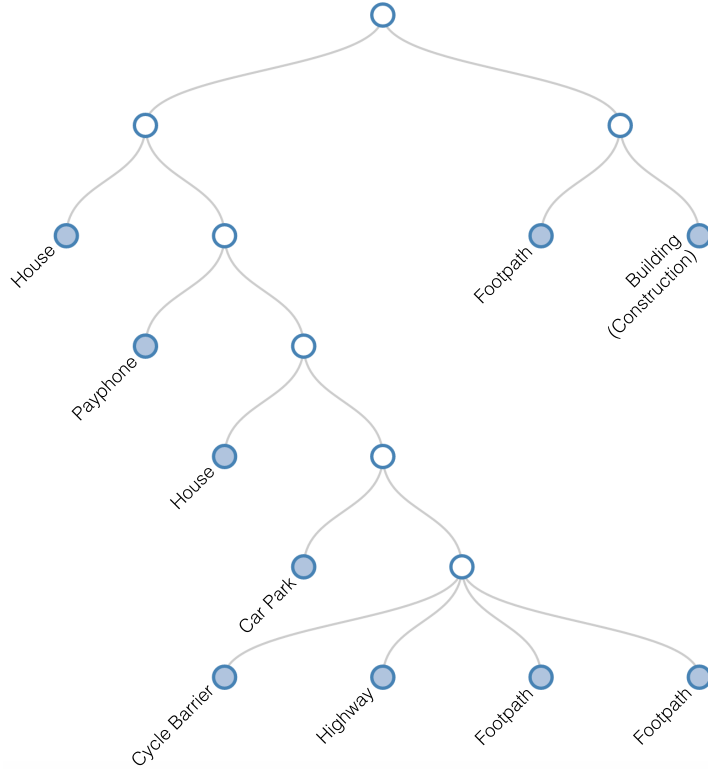 House
Footpath
Building
(Construction)
Payphone
House
Car Park
Cycle Barrier
Highway
Footpath
Footpath